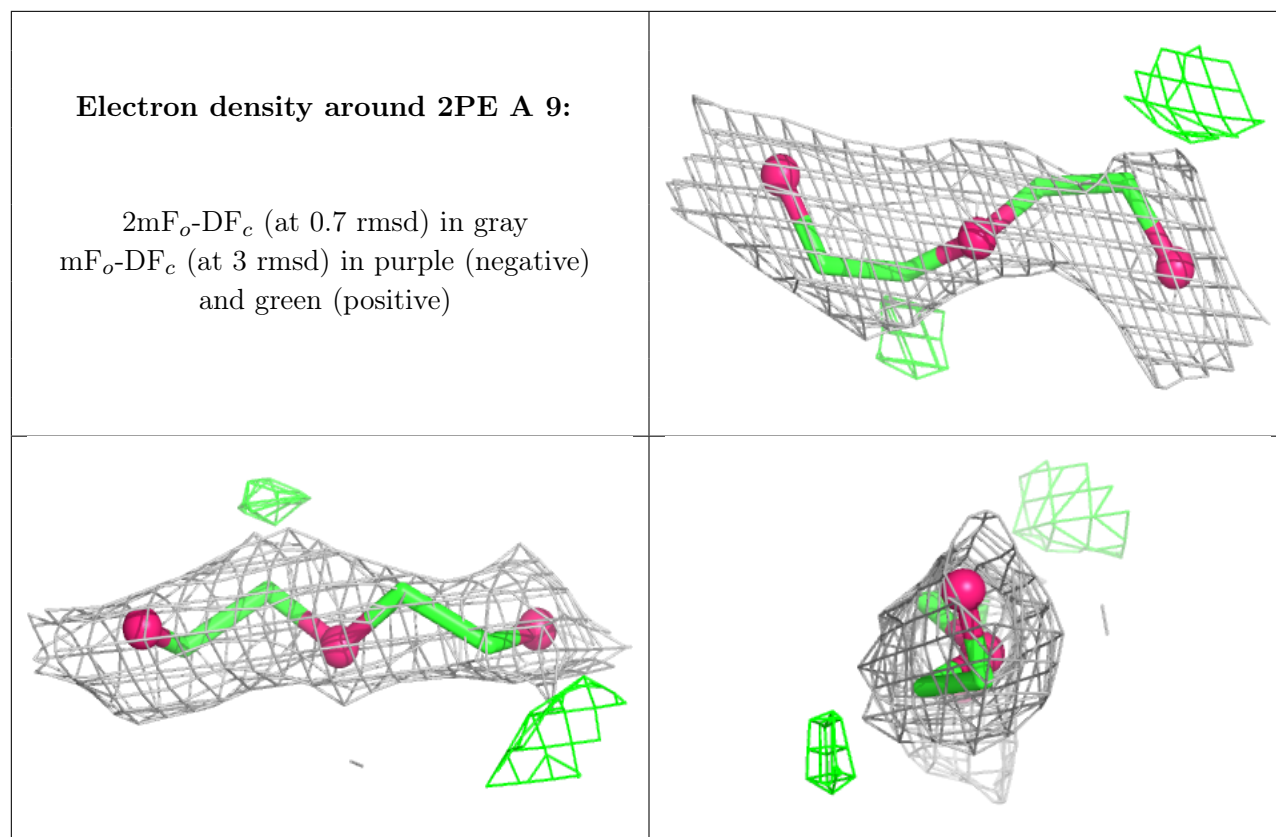 Electron density around 2PE A 9:
2mFₒ-DF𝒸 (at 0.7 rmsd) in gray
mFₒ-DF𝒸 (at 3 rmsd) in purple (negative)
and green (positive)